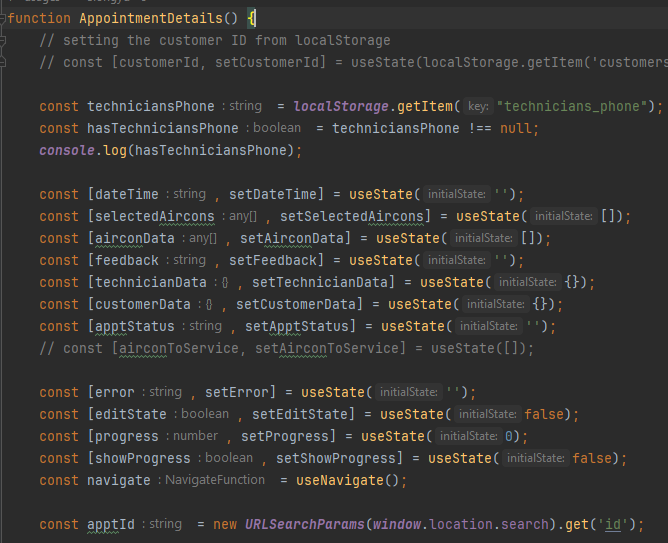 function AppointmentDetails() {
// setting the customer ID from localStorage
// const [customerId, setCustomerId] = useState(localStorage.getItem('customers
const techniciansPhone : string = localStorage.getItem( key: "technicians_phone");
const hasTechniciansPhone : boolean = techniciansPhone !== null;
console.log(hasTechniciansPhone);
const [dateTime : string , setDateTime] = useState( initialState: '');
const [selectedAircons : any[] , setSelectedAircons] = useState( initialState: []);
const [airconData : any[] , setAirconData] = useState( initialState: []);
const [feedback : string , setFeedback] = useState( initialState: '');
const [technicianData : {} , setTechnicianData] = useState( initialState: {});
const [customerData : {} , setCustomerData] = useState( initialState: {});
const [apptStatus : string , setApptStatus] = useState( initialState: '');
// const [airconToService, setAirconToService] = useState([]);
const [error : string , setError] = useState( initialState: '');
const [editState : boolean , setEditState] = useState( initialState: false);
const [progress : number , setProgress] = useState( initialState: 0);
const [showProgress : boolean , setShowProgress] = useState( initialState: false);
const navigate : NavigateFunction = useNavigate();
const apptId : string = new URLSearchParams(window.location.search).get('id');